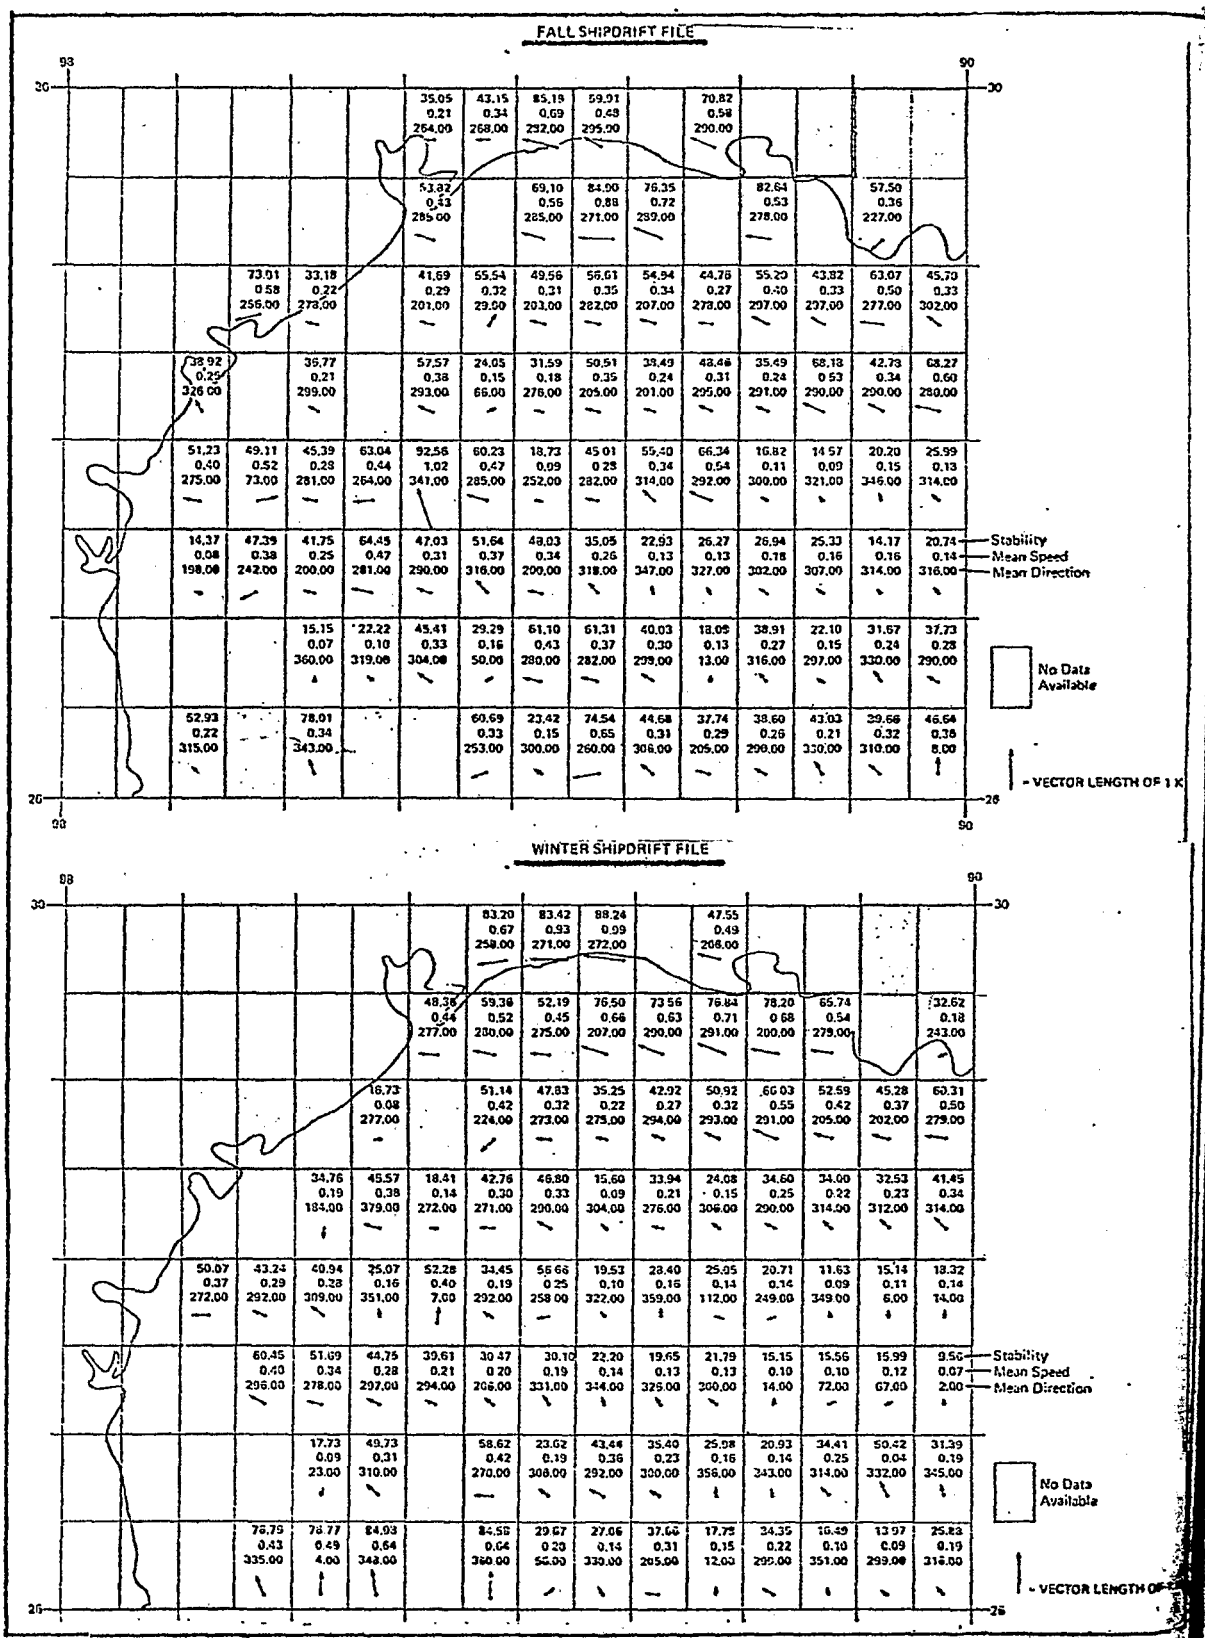 FALL SHIPDRIFT FILE
93 90
30
35.05 43.15 85.19 59.91 70.82
0.21 0.34 0.69 0.48 0.58
264.00 268.00 292.00 295.00 290.00
53.82 69.10 84.90 76.35 82.64 57.50
0.43 0.56 0.88 0.72 0.53 0.36
285.00 285.00 271.00 289.00 278.00 227.00
73.01 33.18 41.69 55.54 49.56 56.61 54.94 44.76 55.20 43.82 63.07 45.70
0.58 0.22 0.29 0.32 0.31 0.35 0.34 0.27 0.40 0.33 0.50 0.33
256.00 278.00 201.00 29.00 203.00 282.00 207.00 278.00 297.00 297.00 277.00 302.00
38.92 36.77 57.57 24.05 31.59 50.51 38.49 48.46 35.49 68.18 42.73 68.27
0.25 0.21 0.38 0.15 0.18 0.35 0.24 0.31 0.24 0.53 0.34 0.60
326.00 299.00 293.00 66.00 276.00 205.00 201.00 295.00 291.00 290.00 290.00 280.00
51.23 49.11 45.39 63.04 92.56 60.23 18.73 45.01 55.40 66.34 16.82 14.57 20.20 25.99
0.40 0.52 0.28 0.44 1.02 0.47 0.09 0.28 0.34 0.54 0.11 0.09 0.15 0.13
275.00 73.00 281.00 264.00 341.00 285.00 252.00 282.00 314.00 292.00 300.00 321.00 346.00 314.00
14.37 47.39 41.75 64.45 47.03 51.64 48.03 35.05 22.93 26.27 26.94 25.33 14.17 20.74 Stability
0.08 0.38 0.25 0.47 0.31 0.37 0.34 0.26 0.13 0.13 0.18 0.16 0.16 0.14 Mean Speed
198.00 242.00 200.00 281.00 290.00 316.00 290.00 318.00 347.00 327.00 302.00 307.00 314.00 316.00 Mean Direction
15.15 22.22 45.41 29.29 61.10 61.31 40.03 18.05 38.91 22.10 31.67 37.73
0.07 0.10 0.33 0.16 0.43 0.37 0.30 0.13 0.27 0.15 0.24 0.28
360.00 319.00 304.00 50.00 280.00 282.00 299.00 13.00 316.00 297.00 330.00 290.00
No Data
Available
52.93 78.01 60.69 23.42 74.54 44.68 37.74 38.60 43.03 39.66 46.64
0.22 0.34 0.33 0.15 0.65 0.31 0.29 0.26 0.21 0.32 0.38
315.00 343.00 253.00 300.00 260.00 306.00 205.00 290.00 330.00 310.00 8.00
- VECTOR LENGTH OF 1 K
26
90
WINTER SHIPDRIFT FILE
98 90
30 30
83.20 83.42 88.24 47.55
0.67 0.93 0.99 0.49
258.00 271.00 272.00 206.00
48.36 59.36 52.19 76.50 73.56 76.84 78.20 65.74 32.62
0.44 0.52 0.45 0.66 0.63 0.71 0.68 0.54 0.18
277.00 280.00 275.00 207.00 290.00 291.00 200.00 279.00 243.00
16.73 51.14 47.83 35.25 42.92 50.92 66.03 52.59 45.28 60.31
0.08 0.42 0.32 0.22 0.27 0.32 0.55 0.42 0.37 0.50
277.00 224.00 273.00 275.00 294.00 293.00 291.00 205.00 202.00 279.00
34.76 45.57 18.41 42.76 46.80 15.60 33.94 24.08 34.60 34.00 32.53 41.45
0.19 0.38 0.14 0.30 0.33 0.09 0.21 0.15 0.25 0.22 0.23 0.34
184.00 379.00 272.00 271.00 290.00 304.00 276.00 306.00 290.00 314.00 312.00 314.00
50.07 43.24 40.94 25.07 52.28 34.45 56.66 19.53 28.40 25.95 20.71 11.63 15.14 18.32
0.37 0.29 0.28 0.16 0.40 0.19 0.25 0.10 0.16 0.14 0.14 0.09 0.11 0.14
272.00 292.00 309.00 351.00 7.00 292.00 258.00 322.00 359.00 112.00 249.00 349.00 6.00 14.00
60.45 51.69 44.75 39.61 30.47 30.10 22.20 19.65 21.79 15.15 15.56 15.99 9.56 Stability
0.40 0.34 0.28 0.21 0.20 0.19 0.14 0.13 0.13 0.10 0.10 0.12 0.07 Mean Speed
296.00 278.00 297.00 294.00 206.00 331.00 344.00 326.00 300.00 14.00 72.00 67.00 2.00 Mean Direction
17.73 49.73 58.62 23.62 43.46 35.40 25.98 20.93 34.41 50.42 31.39
0.09 0.31 0.42 0.19 0.36 0.23 0.16 0.14 0.25 0.04 0.19
23.00 310.00 270.00 308.00 292.00 300.00 356.00 343.00 314.00 332.00 345.00
No Data
Available
76.79 78.77 84.93 84.56 29.67 27.06 37.66 17.75 34.35 16.49 13.97 25.83
0.43 0.49 0.64 0.64 0.20 0.14 0.31 0.15 0.22 0.10 0.09 0.19
335.00 4.00 348.00 360.00 56.00 330.00 205.00 12.00 299.00 351.00 299.00 316.00
- VECTOR LENGTH OF
26